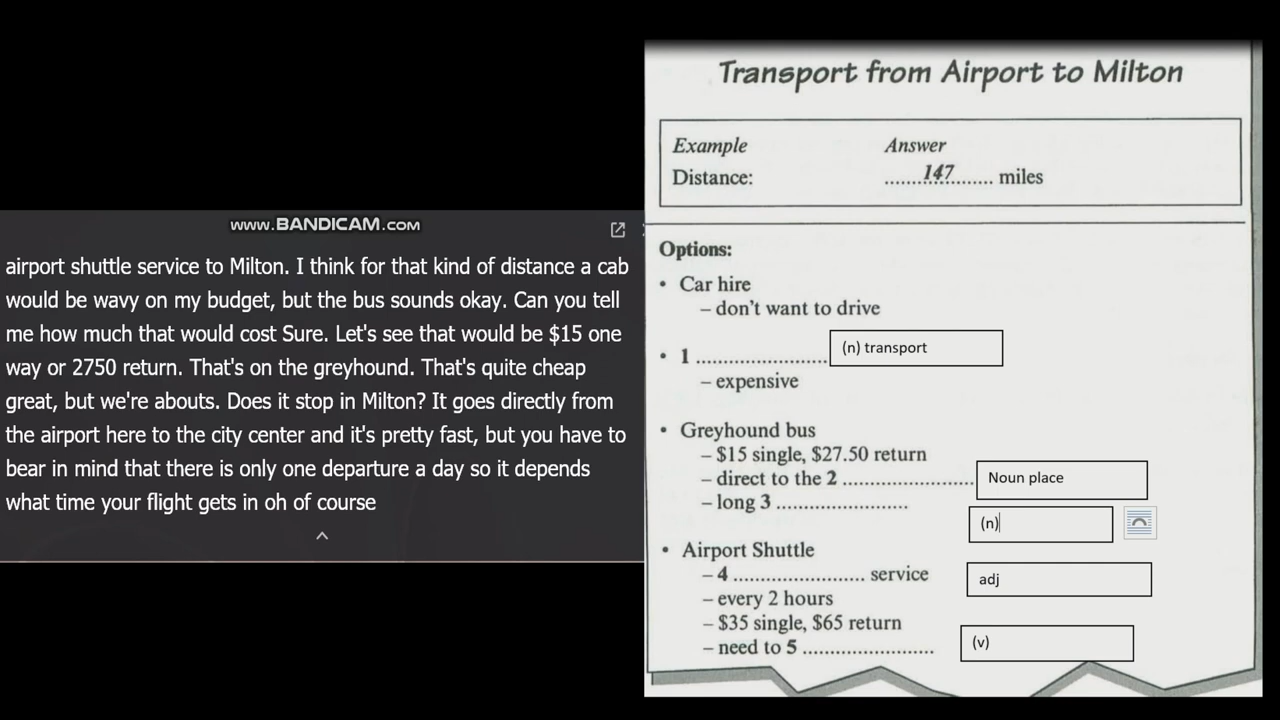 www.BANDICAM.com
airport shuttle service to Milton. I think for that kind of distance a cab
would be wavy on my budget, but the bus sounds okay. Can you tell
me how much that would cost Sure. Let's see that would be $15 one
way or 2750 return. That's on the greyhound. That's quite cheap
great, but we're abouts. Does it stop in Milton? It goes directly from
the airport here to the city center and it's pretty fast, but you have to
bear in mind that there is only one departure a day so it depends
what time your flight gets in oh of course
Transport from Airport to Milton
Example Answer
Distance: ........147.......... miles
Options:
• Car hire
– don't want to drive
• 1 ...................... (n) transport
– expensive
• Greyhound bus
– $15 single, $27.50 return
– direct to the 2 ...................... Noun place
– long 3 ......................
(n)
• Airport Shuttle
– 4 ...................... service adj
– every 2 hours
– $35 single, $65 return
– need to 5 ...................... (v)